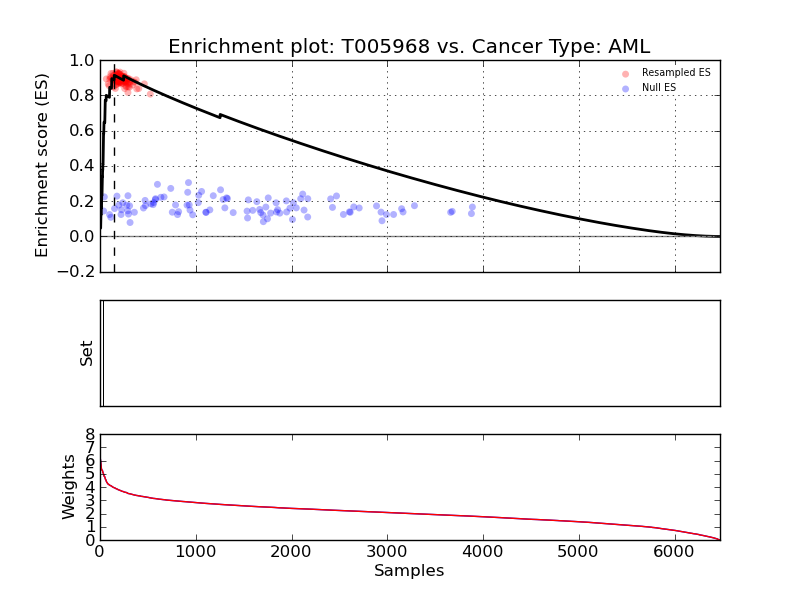 Enrichment plot: T005968 vs. Cancer Type: AML
1.0
0.8
0.6
0.4
0.2
0.0
−0.2
Enrichment score (ES)
Resampled ES
Null ES
Set
8
7
6
5
4
3
2
1
0
Weights
0 1000 2000 3000 4000 5000 6000
Samples